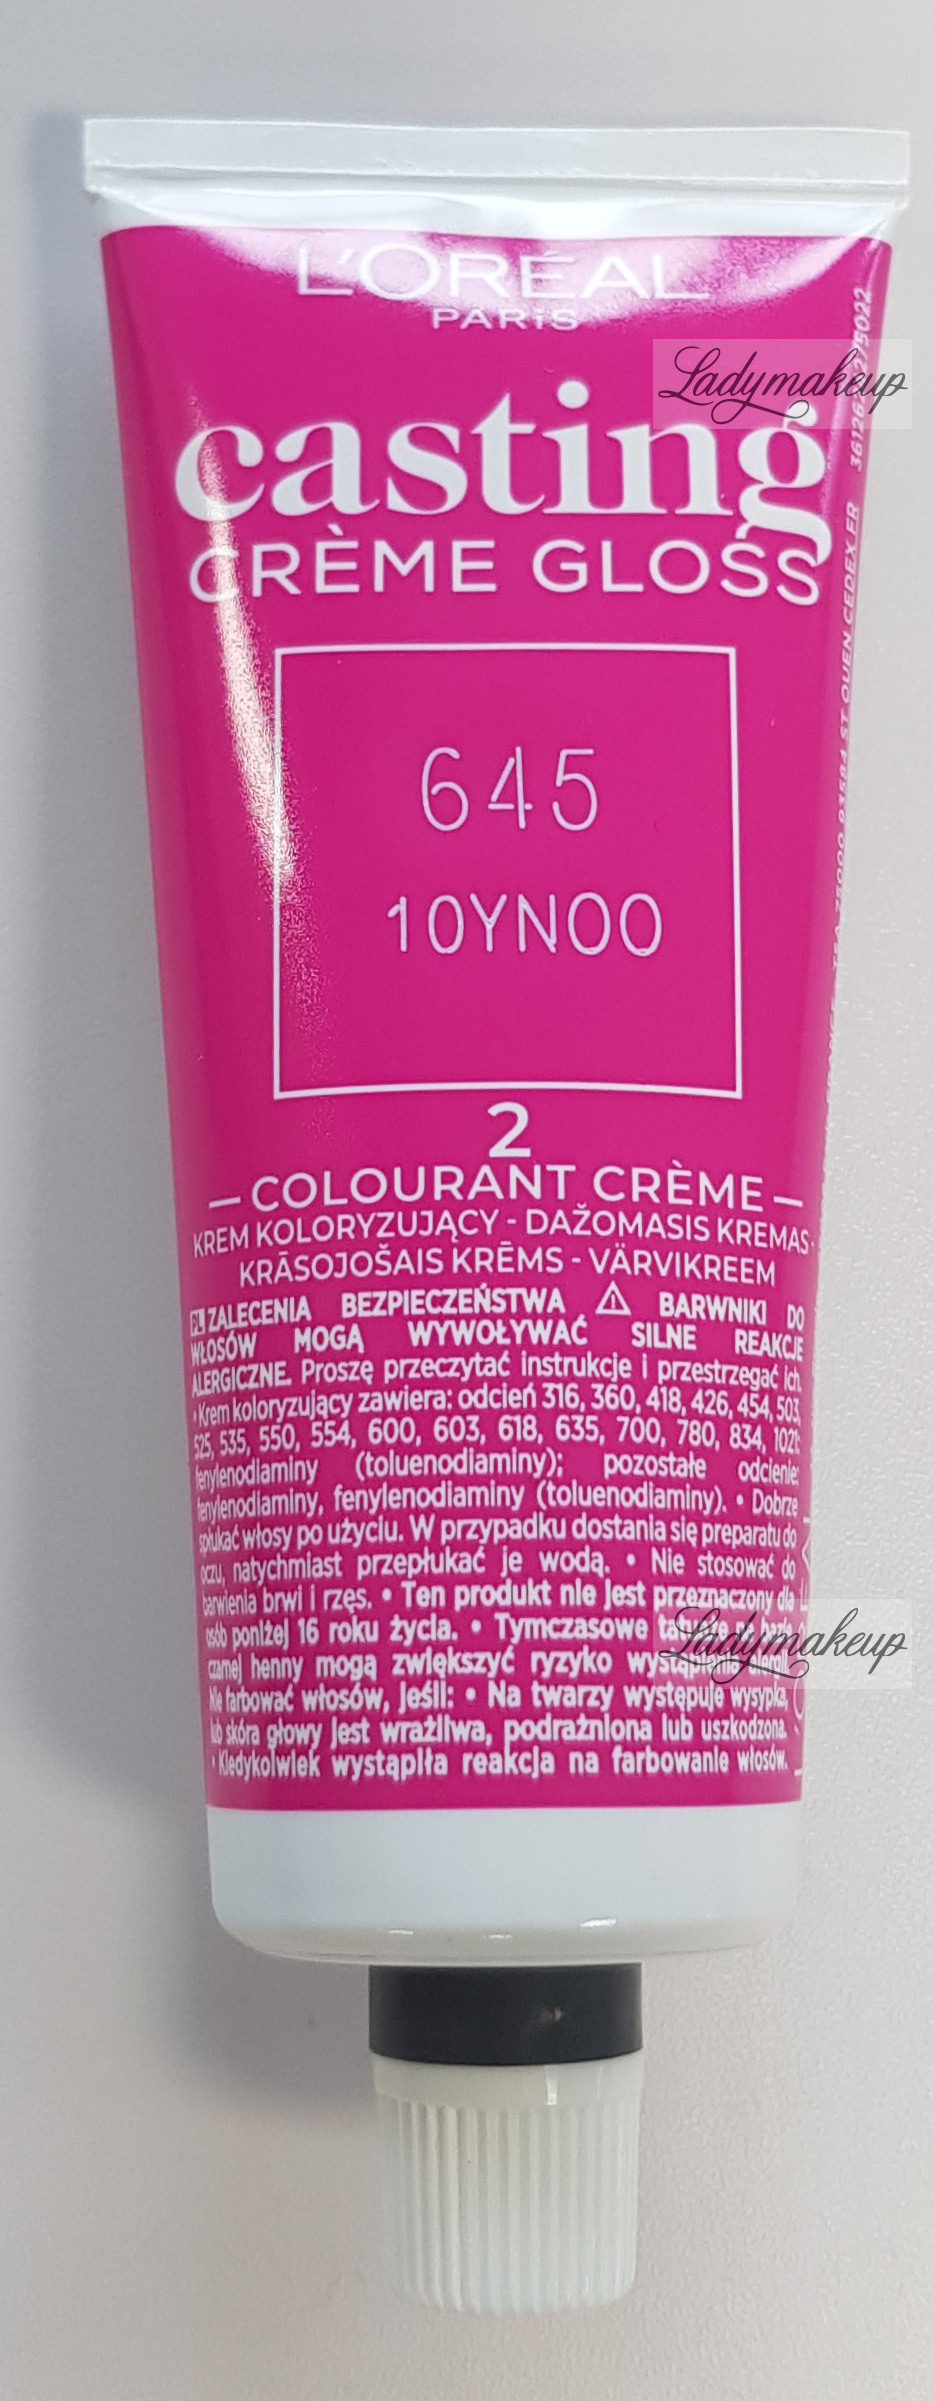 L'ORÉAL
PARIS
casting
CRÈME GLOSS
645
10YN00
2
COLOURANT CRÈME
KREM KOLORYZUJĄCY - DAŽOMASIS KREMAS -
KRĀSOJOŠAIS KRĒMS - VÄRVIKREEM
PL ZALECENIA BEZPIECZEŃSTWA ⚠ BARWNIKI DO
WŁOSÓW MOGĄ WYWOŁYWAĆ SILNE REAKCJE
ALERGICZNE. Proszę przeczytać instrukcje i przestrzegać ich.
• Krem koloryzujący zawiera: odcień 316, 360, 418, 426, 454, 503,
525, 535, 550, 554, 600, 603, 618, 635, 700, 780, 834, 1021:
fenylenodiaminy (toluenodiaminy); pozostałe odcienie:
fenylenodiaminy, fenylenodiaminy (toluenodiaminy). • Dobrze
spłukać włosy po użyciu. W przypadku dostania się preparatu do
oczu, natychmiast przepłukać je wodą. • Nie stosować do
barwienia brwi i rzęs. • Ten produkt nie jest przeznaczony dla
osób poniżej 16 roku życia. • Tymczasowe
czarnej henny mogą zwiększyć ryzyko
Nie farbować włosów, jeśli: • Na twarzy występuje wysypka,
lub skóra głowy jest wrażliwa, podrażniona lub uszkodzona.
• Kiedykolwiek wystąpiła reakcja na farbowanie włosów.
ST OUEN CEDEX FR
Ladymakeup
Ladymakeup